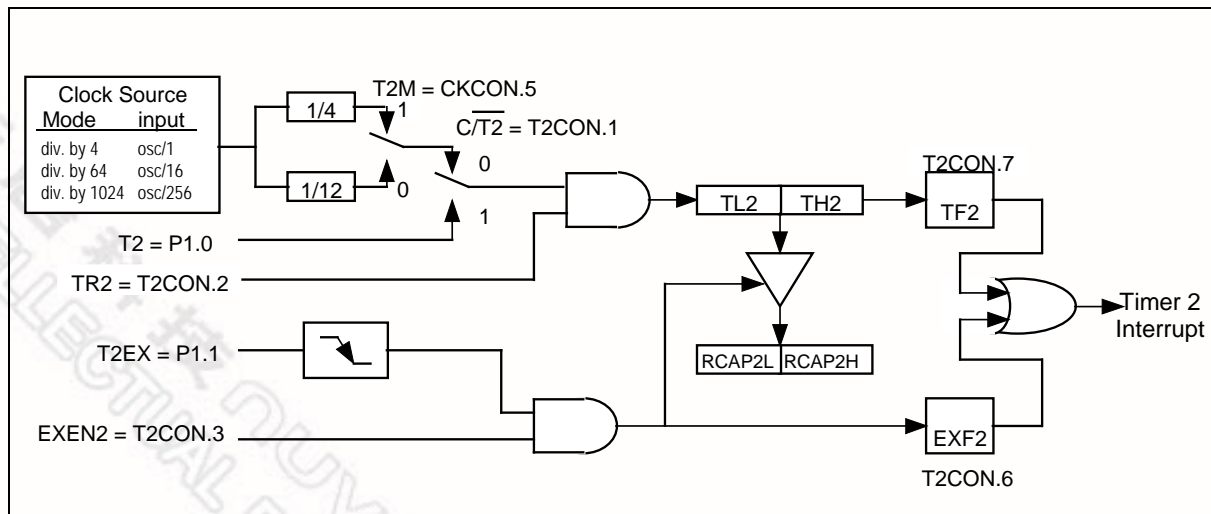 Clock Source
Mode input
div. by 4 osc/1
div. by 64 osc/16
div. by 1024 osc/256
1/4
1/12
T2M = CKCON.5
1
0
C/T2 = T2CON.1
0
1
T2 = P1.0
TR2 = T2CON.2
TL2 TH2
T2CON.7
TF2
T2EX = P1.1
RCAP2L RCAP2H
Timer 2
Interrupt
EXEN2 = T2CON.3
EXF2
T2CON.6